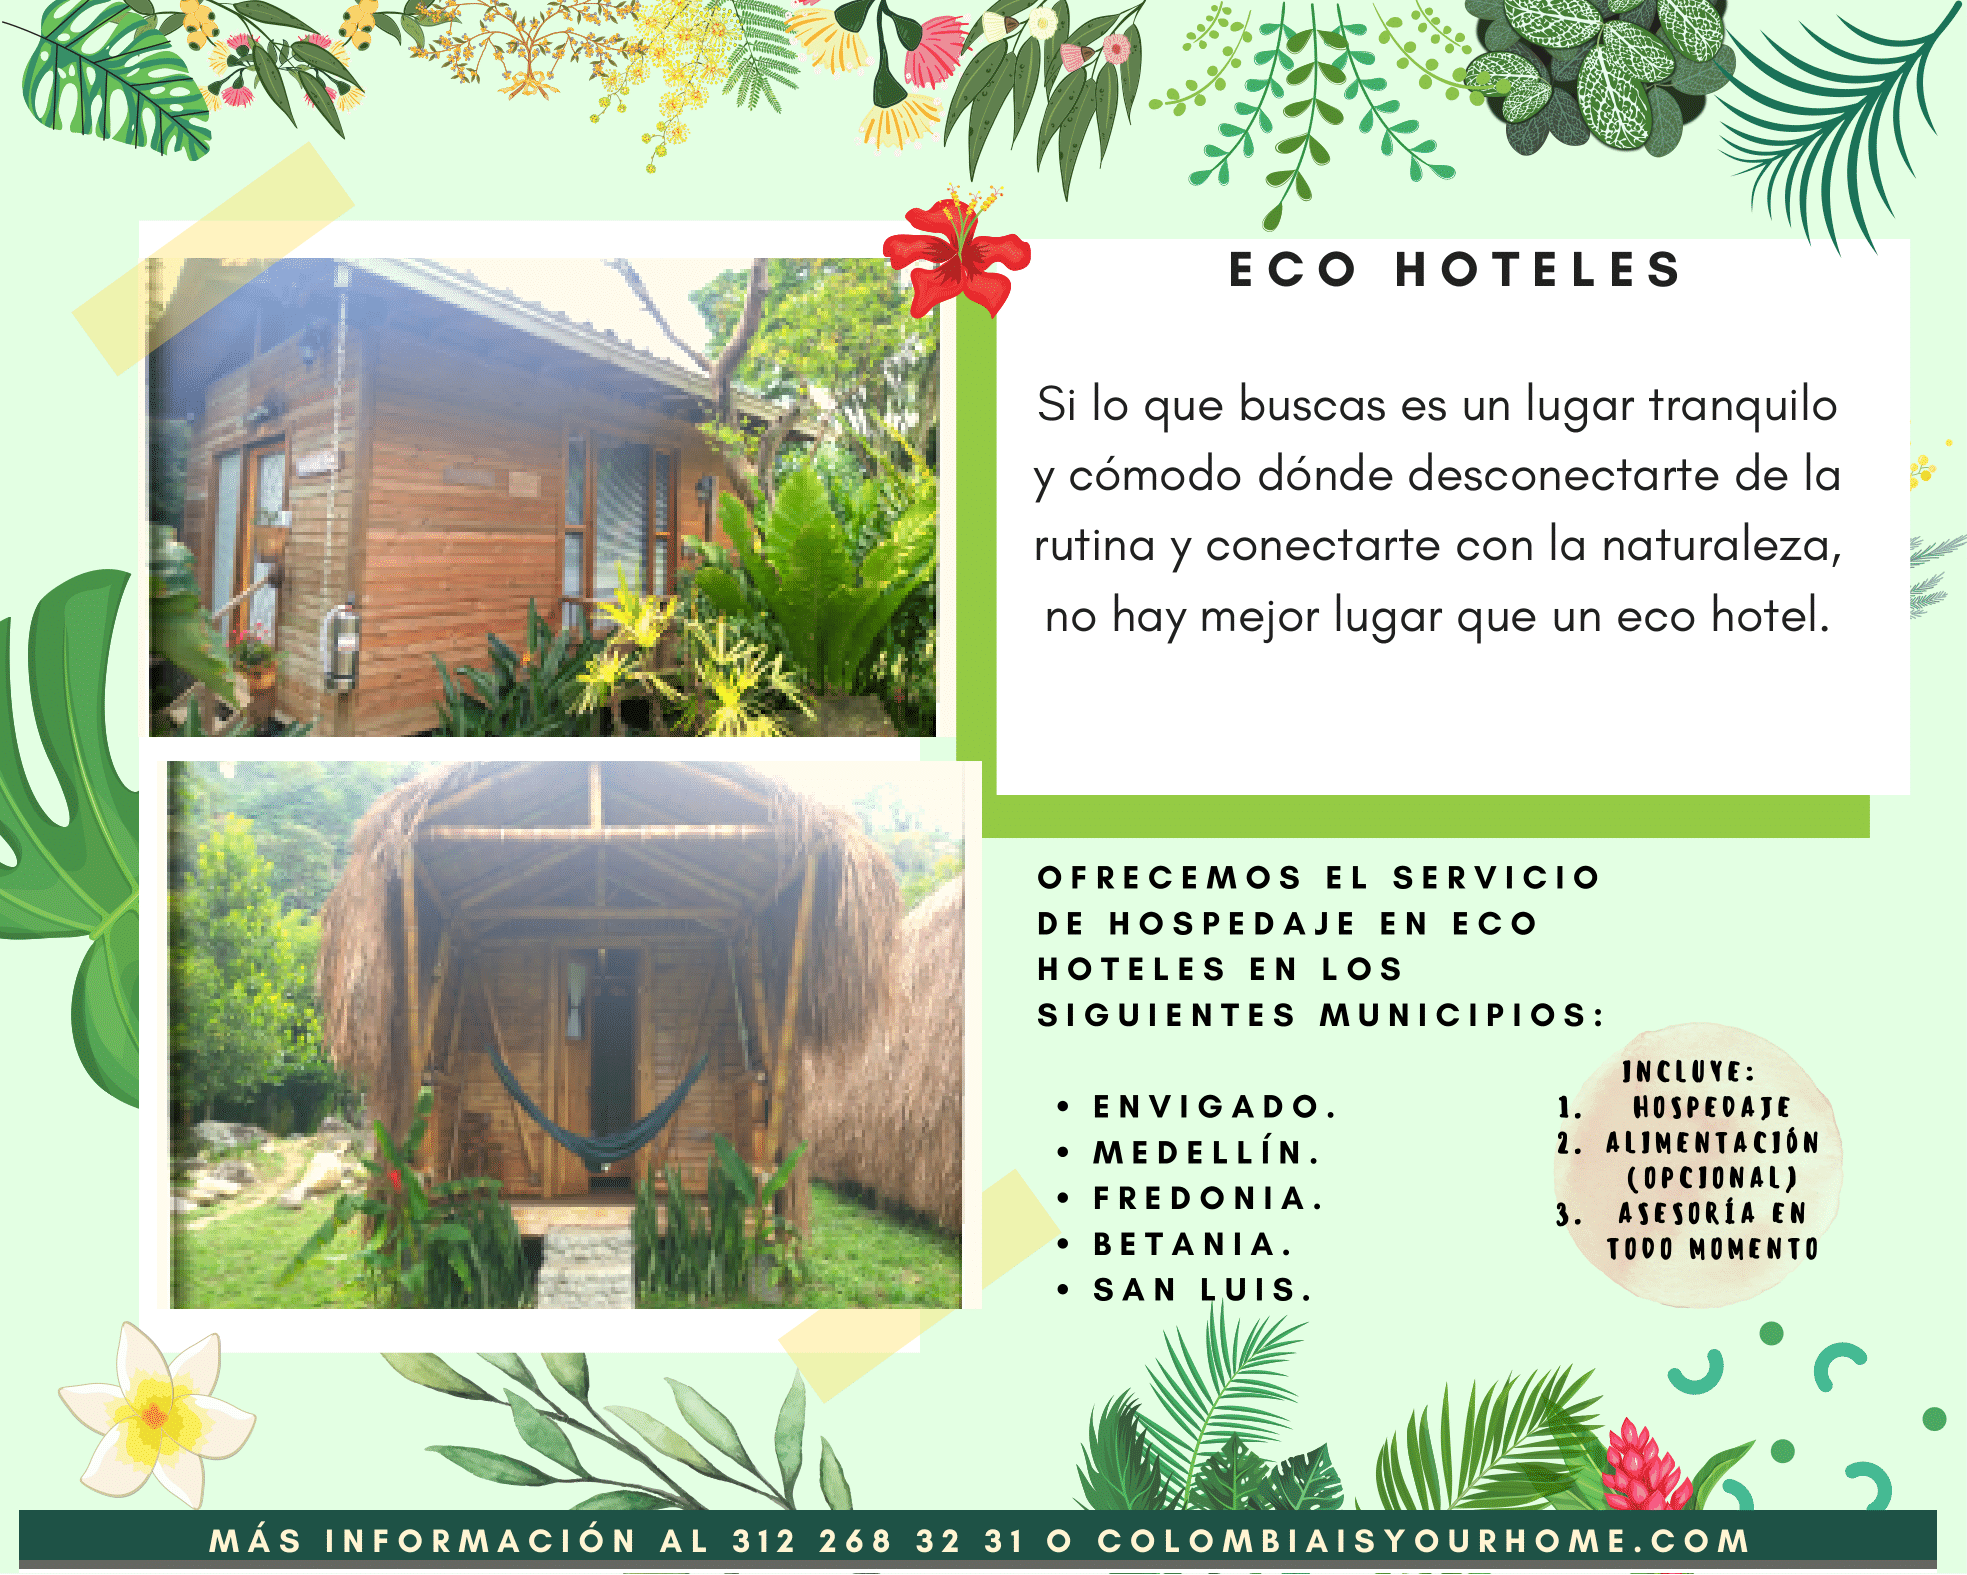 ECO HOTELES
Si lo que buscas es un lugar tranquilo
y cómodo dónde desconectarte de la
rutina y conectarte con la naturaleza,
no hay mejor lugar que un eco hotel.
OFRECEMOS EL SERVICIO
DE HOSPEDAJE EN ECO
HOTELES EN LOS
SIGUIENTES MUNICIPIOS:
• ENVIGADO.
• MEDELLÍN.
• FREDONIA.
• BETANIA.
• SAN LUIS.
INCLUYE:
1. HOSPEDAJE
2. ALIMENTACIÓN
(OPCIONAL)
3. ASESORÍA EN
TODO MOMENTO
MÁS INFORMACIÓN AL 312 268 32 31 O COLOMBIAISYOURHOME.COM